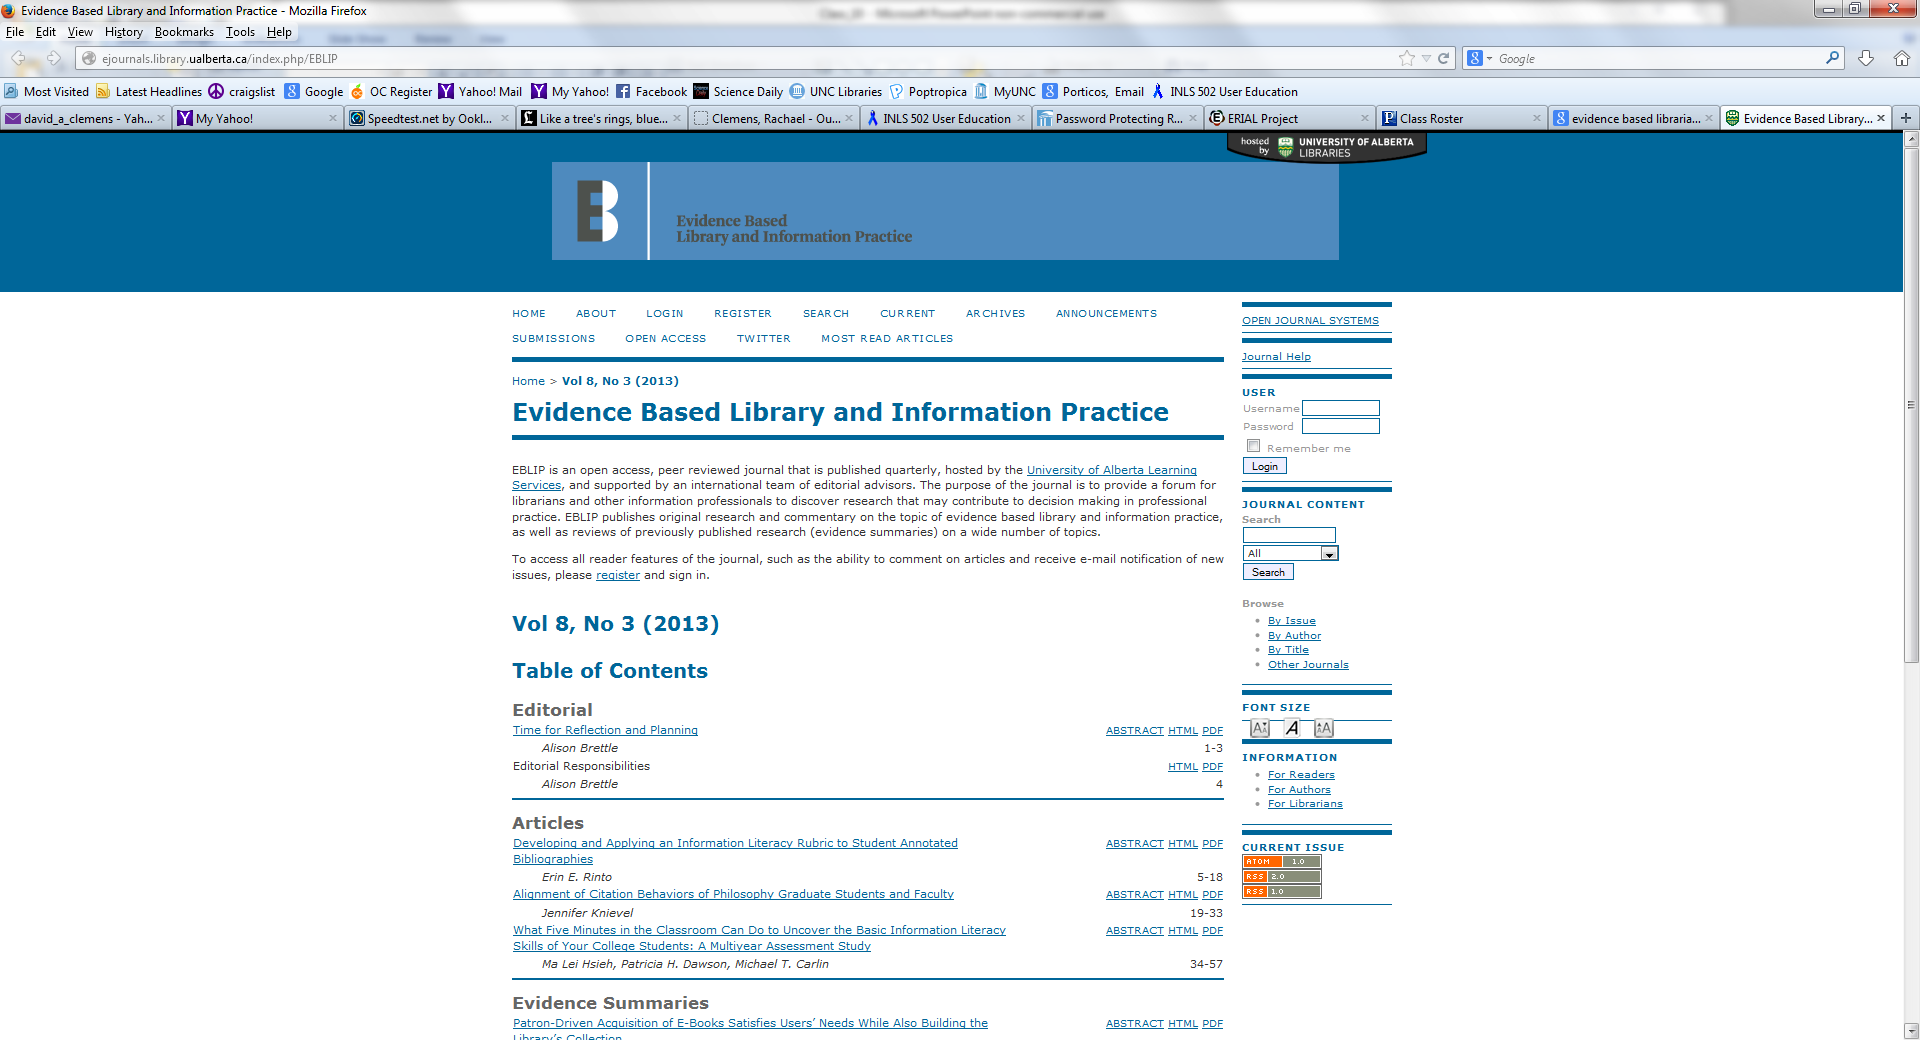 Evidence Based Library and Information Practice - Mozilla Firefox
File Edit View History Bookmarks Tools Help
ejournals.library.ualberta.ca/index.php/EBLIP
Google
Most Visited Latest Headlines craigslist Google OC Register Yahoo! Mail My Yahoo! Facebook Science Daily UNC Libraries Poptropica MyUNC Porticos, Email INLS 502 User Education
david_a_clemens - Yah... My Yahoo! Speedtest.net by Ookl... Like a tree's rings, blue... Clemens, Rachael - Ou... INLS 502 User Education Password Protecting R... ERIAL Project Class Roster evidence based libraria... Evidence Based Library...
hosted by UNIVERSITY OF ALBERTA LIBRARIES
Evidence Based
Library and Information Practice
HOME ABOUT LOGIN REGISTER SEARCH CURRENT ARCHIVES ANNOUNCEMENTS
SUBMISSIONS OPEN ACCESS TWITTER MOST READ ARTICLES
Home > Vol 8, No 3 (2013)
Evidence Based Library and Information Practice
EBLIP is an open access, peer reviewed journal that is published quarterly, hosted by the University of Alberta Learning
Services, and supported by an international team of editorial advisors. The purpose of the journal is to provide a forum for
librarians and other information professionals to discover research that may contribute to decision making in professional
practice. EBLIP publishes original research and commentary on the topic of evidence based library and information practice,
as well as reviews of previously published research (evidence summaries) on a wide number of topics.
To access all reader features of the journal, such as the ability to comment on articles and receive e-mail notification of new
issues, please register and sign in.
Vol 8, No 3 (2013)
Table of Contents
Editorial
Time for Reflection and Planning ABSTRACT HTML PDF
Alison Brettle 1-3
Editorial Responsibilities HTML PDF
Alison Brettle 4
Articles
Developing and Applying an Information Literacy Rubric to Student Annotated ABSTRACT HTML PDF
Bibliographies
Erin E. Rinto 5-18
Alignment of Citation Behaviors of Philosophy Graduate Students and Faculty ABSTRACT HTML PDF
Jennifer Knievel 19-33
What Five Minutes in the Classroom Can Do to Uncover the Basic Information Literacy ABSTRACT HTML PDF
Skills of Your College Students: A Multiyear Assessment Study
Ma Lei Hsieh, Patricia H. Dawson, Michael T. Carlin 34-57
Evidence Summaries
Patron-Driven Acquisition of E-Books Satisfies Users' Needs While Also Building the ABSTRACT HTML PDF
Library's Collection
OPEN JOURNAL SYSTEMS
Journal Help
USER
Username
Password
Remember me
Login
JOURNAL CONTENT
Search
All
Search
Browse
By Issue
By Author
By Title
Other Journals
FONT SIZE
INFORMATION
For Readers
For Authors
For Librarians
CURRENT ISSUE
ATOM 1.0
RSS 2.0
RSS 1.0